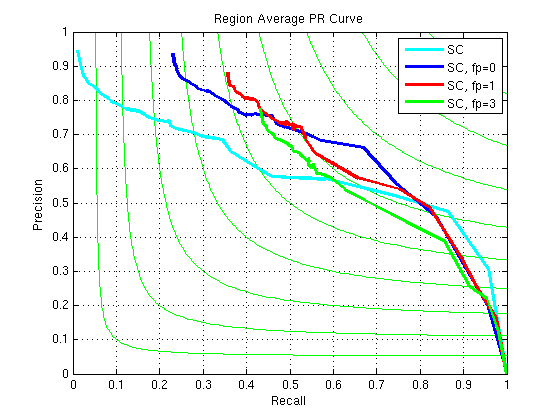 Region Average PR Curve
1
0.9
0.8
0.7
0.6
0.5
0.4
0.3
0.2
0.1
0
Precision
SC
SC, fp=0
SC, fp=1
SC, fp=3
0 0.1 0.2 0.3 0.4 0.5 0.6 0.7 0.8 0.9 1
Recall